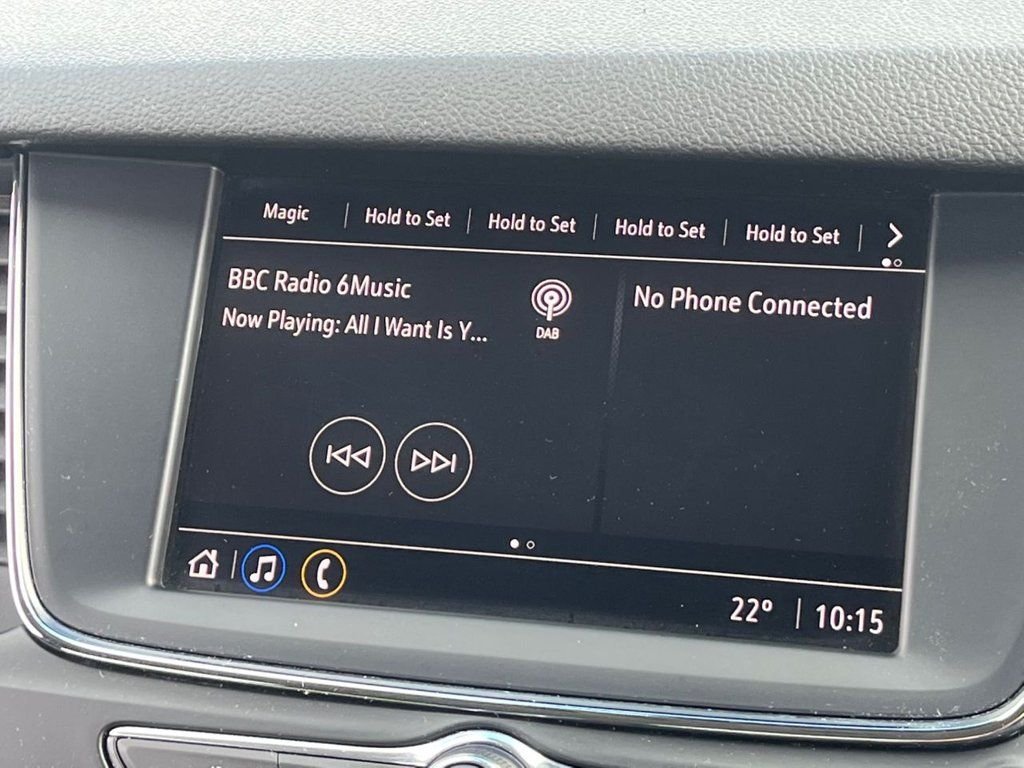 Magic | Hold to Set | Hold to Set | Hold to Set | Hold to Set
BBC Radio 6Music
Now Playing: All I Want Is Y...
DAB
No Phone Connected
22° | 10:15